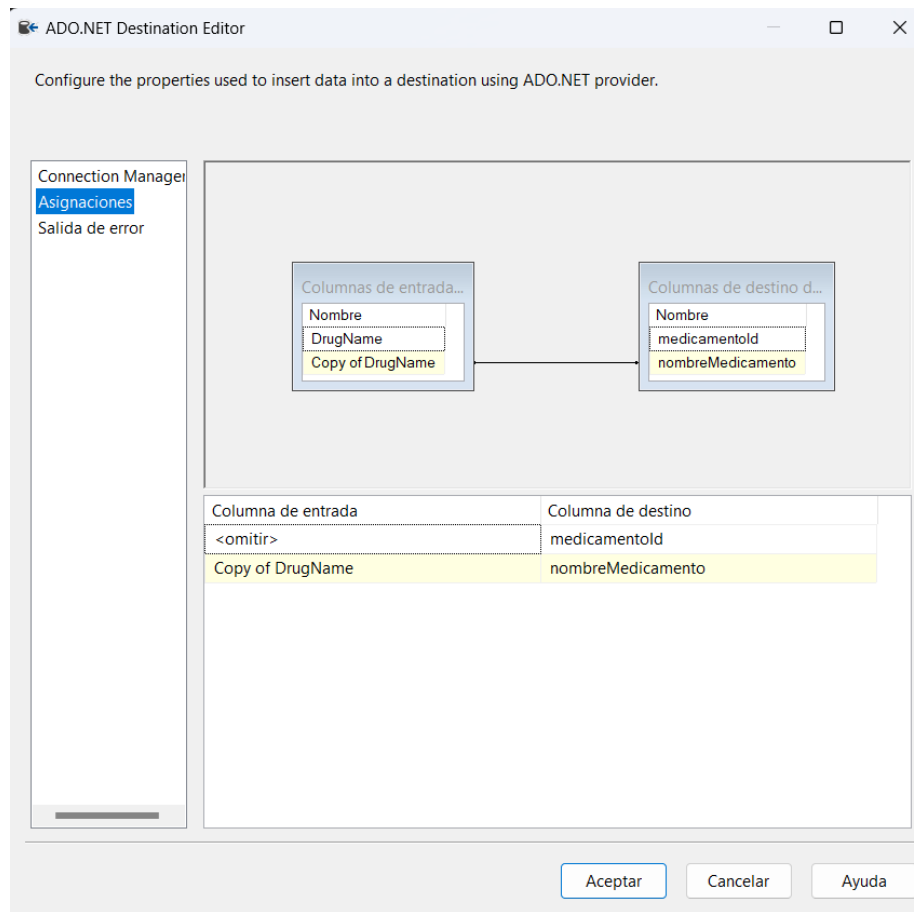 ADO.NET Destination Editor
Configure the properties used to insert data into a destination using ADO.NET provider.
Connection Manager
Asignaciones
Salida de error
Columnas de entrada...
Nombre
DrugName
Copy of DrugName
Columnas de destino d...
Nombre
medicamentoId
nombreMedicamento
Columna de entrada Columna de destino
<omitir> medicamentoId
Copy of DrugName nombreMedicamento
Aceptar Cancelar Ayuda